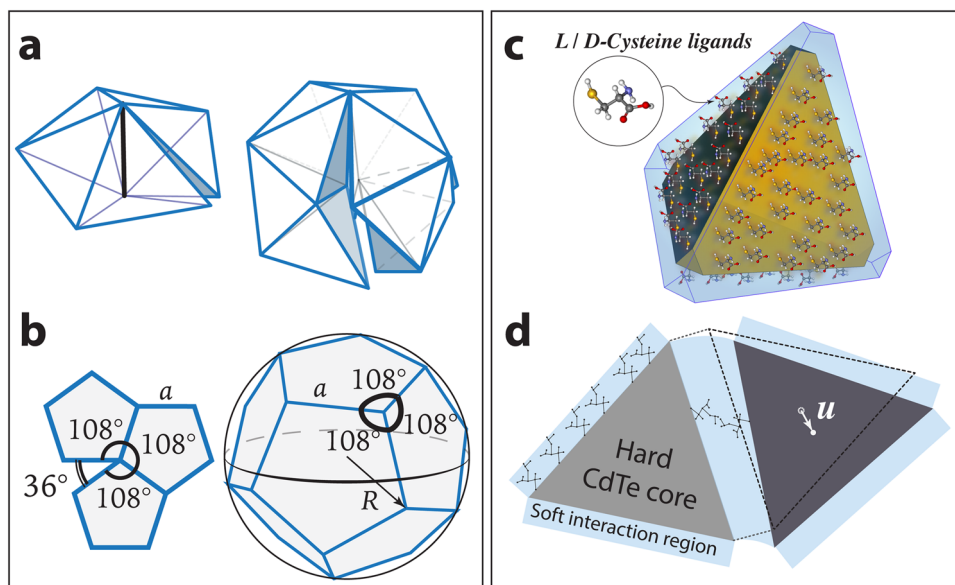 a
b
a
108°
108°
108°
36°
a
108°
108°
108°
R
c
L / D-Cysteine ligands
d
u
Hard
CdTe core
Soft interaction region